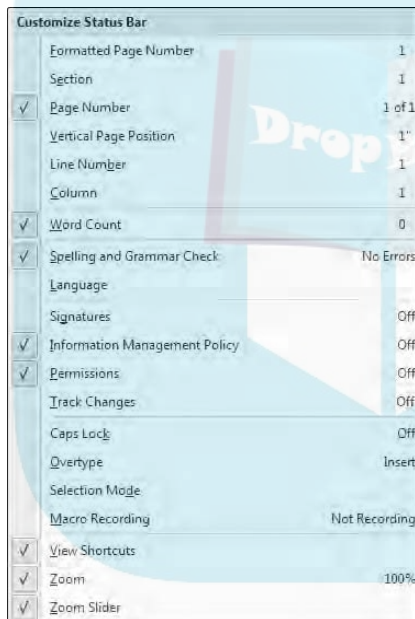 Customize Status Bar
Formatted Page Number 1
Section 1
✓ Page Number 1 of 1
Vertical Page Position 1"
Line Number 1
Column 1
✓ Word Count 0
✓ Spelling and Grammar Check No Errors
Language
Signatures Off
✓ Information Management Policy Off
✓ Permissions Off
Track Changes Off
Caps Lock Off
Overtype Insert
Selection Mode
Macro Recording Not Recording
✓ View Shortcuts
✓ Zoom 100%
✓ Zoom Slider